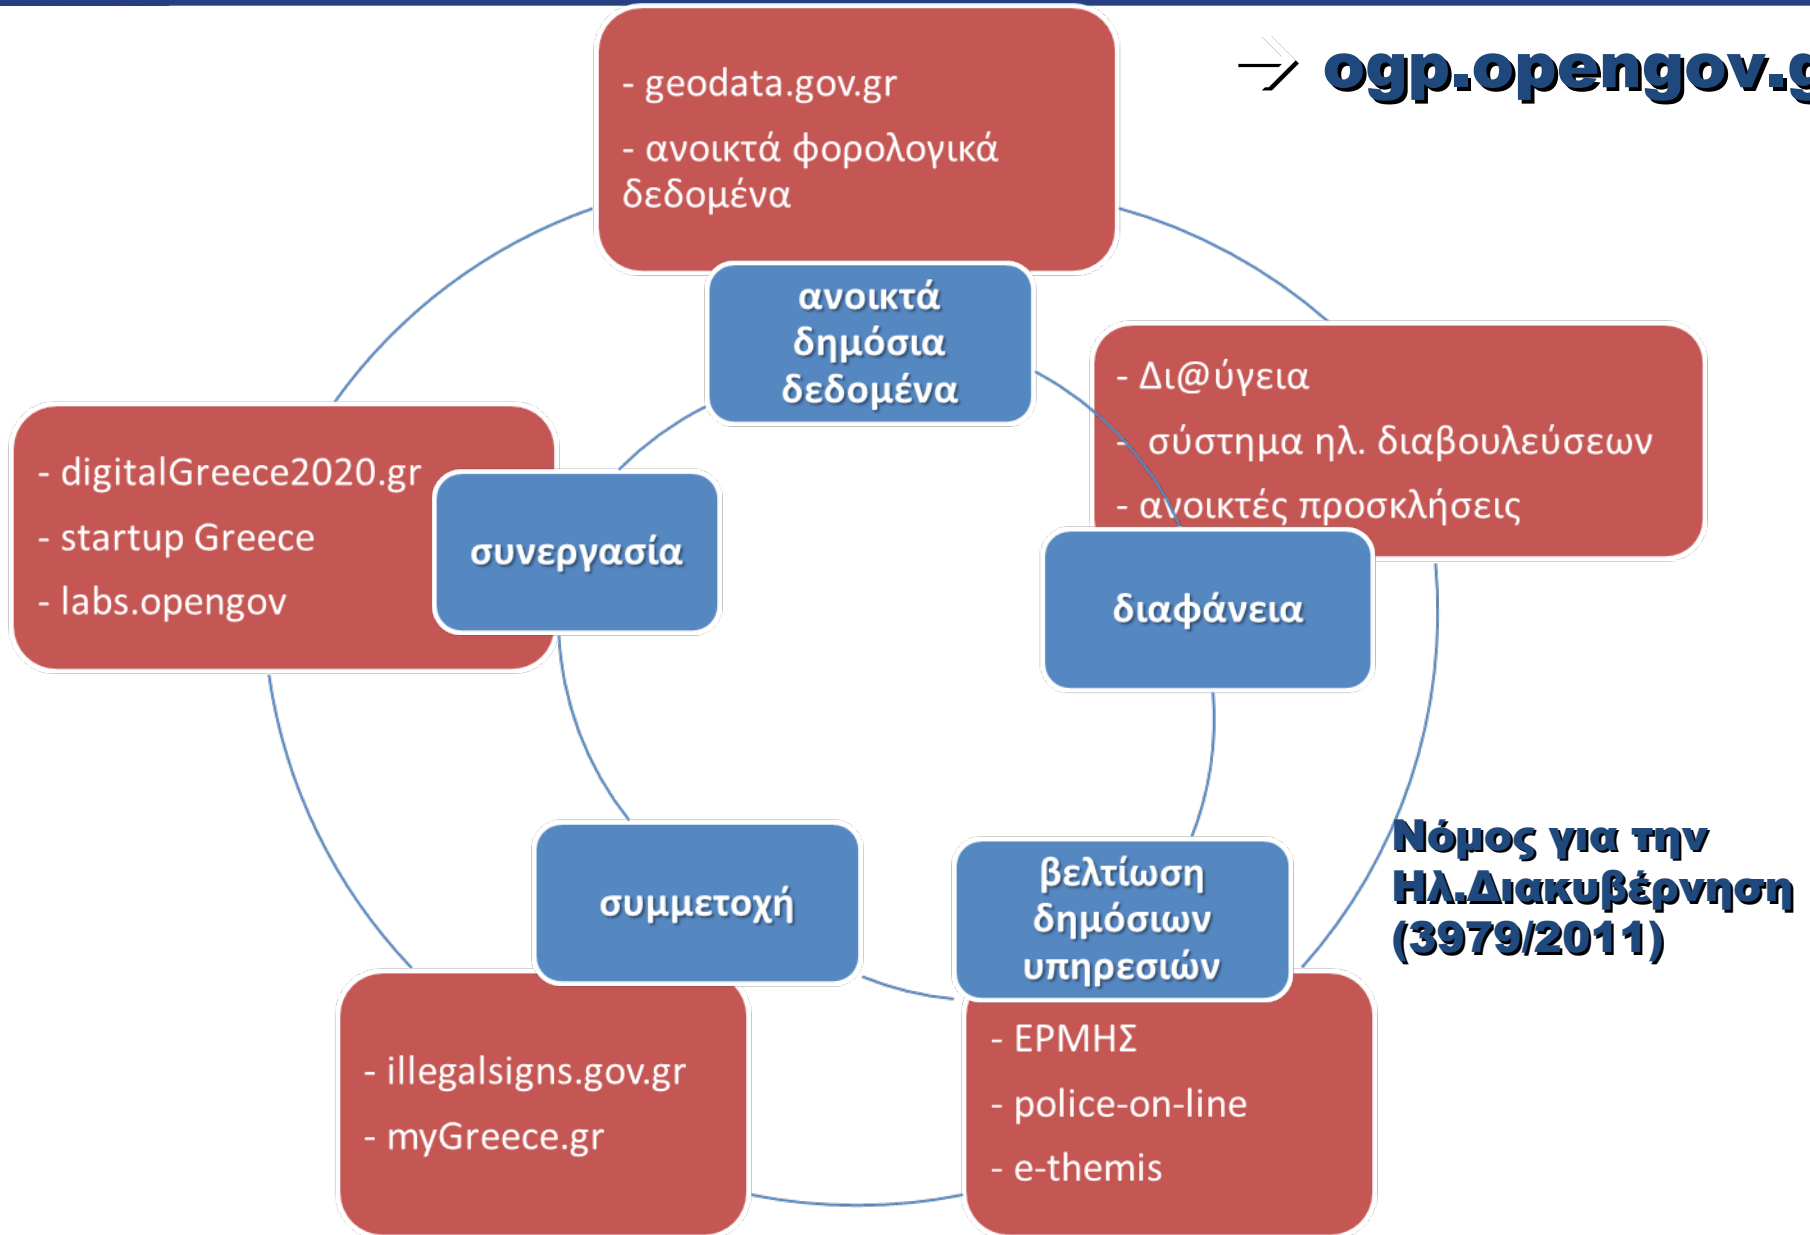 → ogp.opengov.g
- geodata.gov.gr
- ανοικτά φορολογικά
δεδομένα
ανοικτά
δημόσια
δεδομένα
- Δι@ύγεια
- σύστημα ηλ. διαβουλεύσεων
- ανοικτές προσκλήσεις
διαφάνεια
- digitalGreece2020.gr
- startup Greece
- labs.opengov
συνεργασία
Νόμος για την
Ηλ.Διακυβέρνηση
(3979/2011)
βελτίωση
δημόσιων
υπηρεσιών
- ΕΡΜΗΣ
- police-on-line
- e-themis
συμμετοχή
- illegalsigns.gov.gr
- myGreece.gr